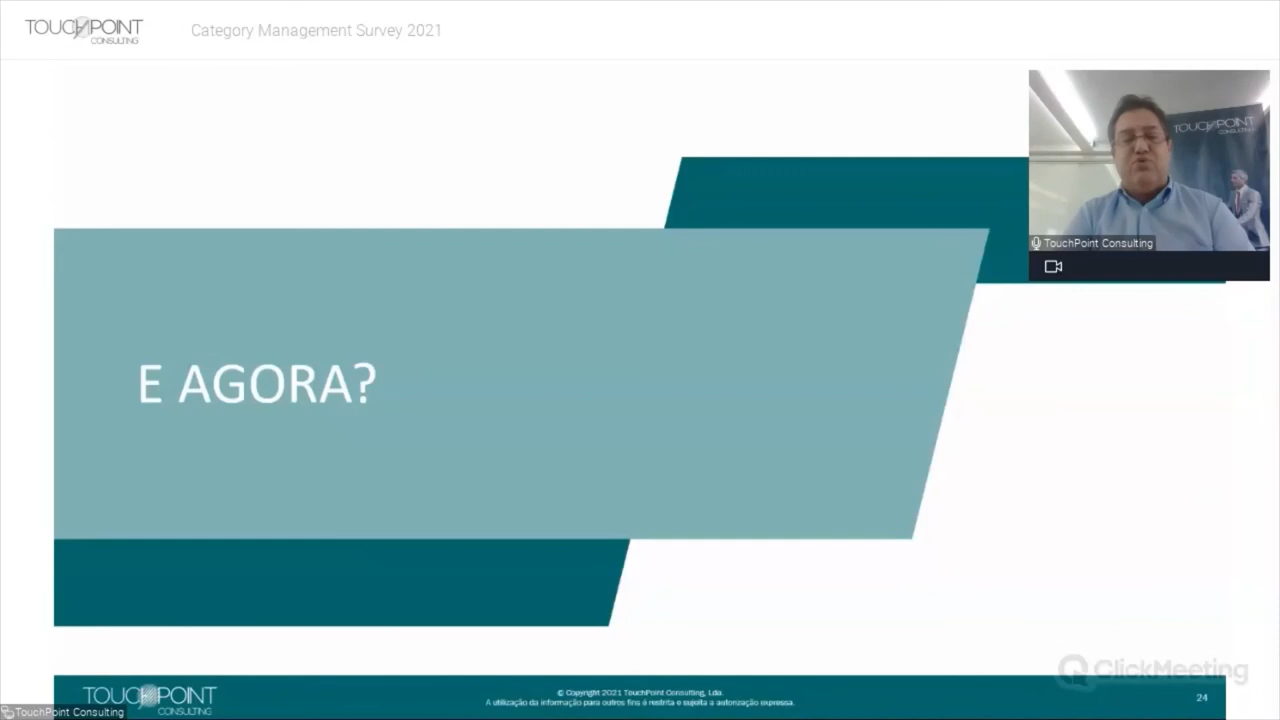 TOUCHPOINT
CONSULTING
Category Management Survey 2021
TOUCHPOINT
CONSULTING
TouchPoint Consulting
E AGORA?
ClickMeeting
TOUCHPOINT
CONSULTING
© Copyright 2021 TouchPoint Consulting, Lda.
A utilização da informação para outros fins é restrita e sujeita a autorização expressa.
24
TouchPoint Consulting